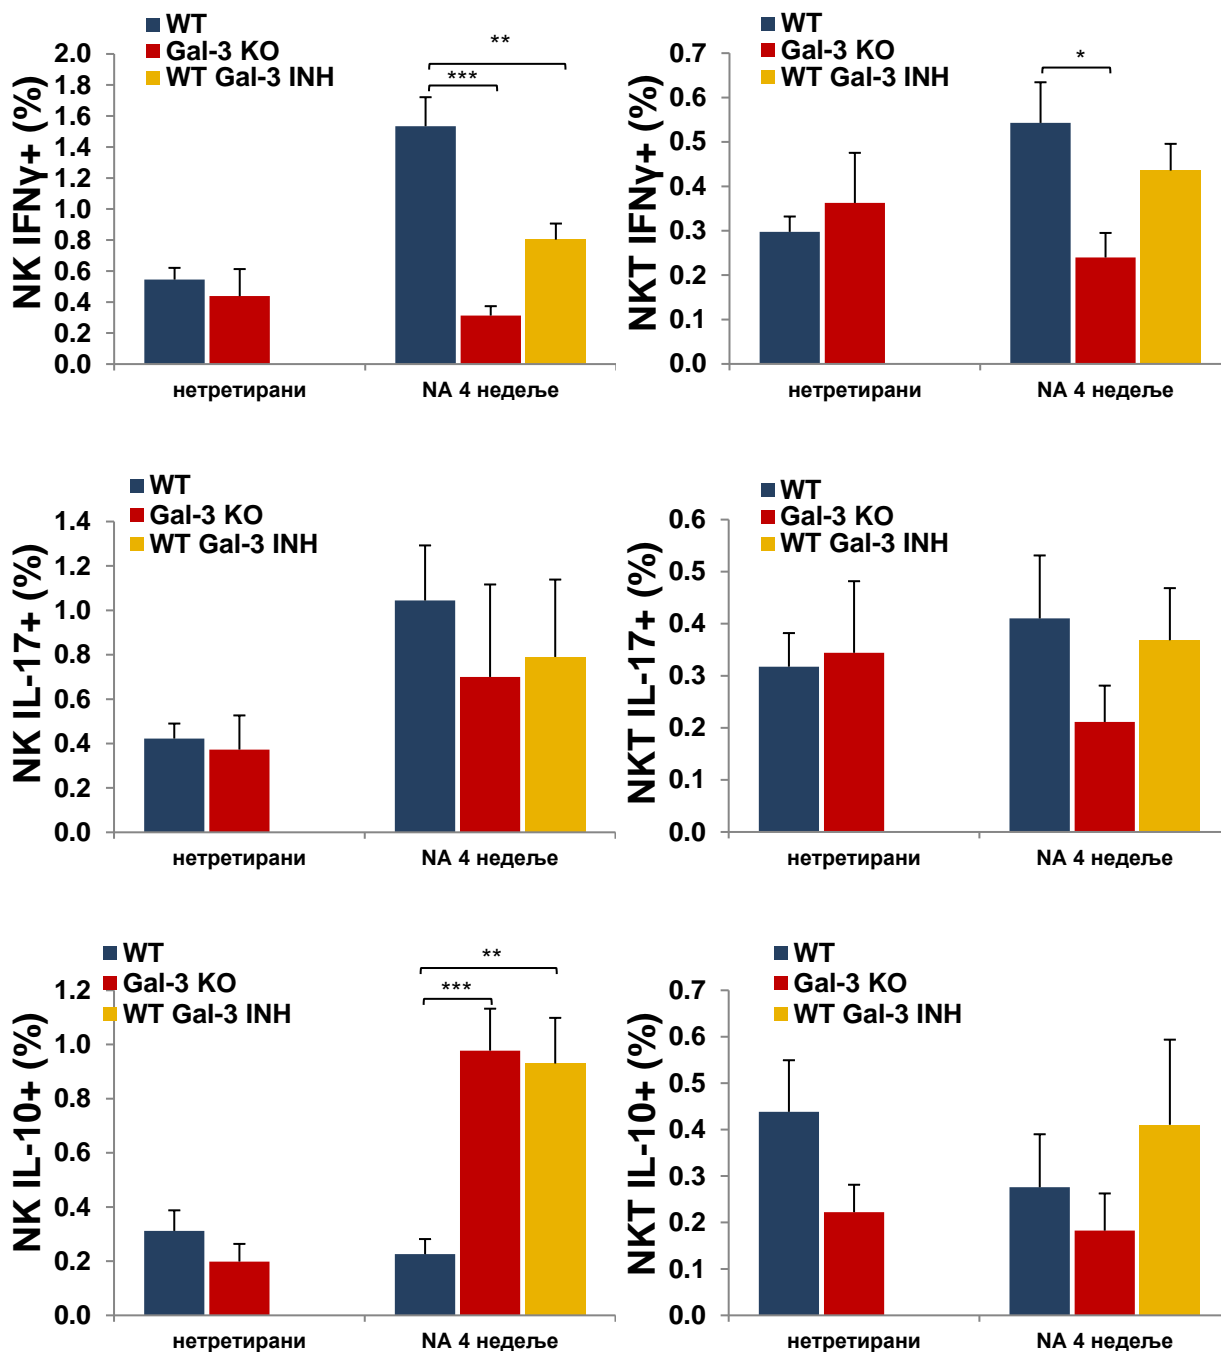 WT
Gal-3 KO
WT Gal-3 INH
NK IFNγ+ (%)
2.0
1.8
1.6
1.4
1.2
1.0
0.8
0.6
0.4
0.2
0.0
**
***
нетретирани
NA 4 недеље
WT
Gal-3 KO
WT Gal-3 INH
NKT IFNγ+ (%)
0.7
0.6
0.5
0.4
0.3
0.2
0.1
0.0
*
нетретирани
NA 4 недеље
WT
Gal-3 KO
WT Gal-3 INH
NK IL-17+ (%)
1.4
1.2
1.0
0.8
0.6
0.4
0.2
0.0
нетретирани
NA 4 недеље
WT
Gal-3 KO
WT Gal-3 INH
NKT IL-17+ (%)
0.6
0.5
0.4
0.3
0.2
0.1
0.0
нетретирани
NA 4 недеље
WT
Gal-3 KO
WT Gal-3 INH
NK IL-10+ (%)
1.2
1.0
0.8
0.6
0.4
0.2
0.0
**
***
нетретирани
NA 4 недеље
WT
Gal-3 KO
WT Gal-3 INH
NKT IL-10+ (%)
0.7
0.6
0.5
0.4
0.3
0.2
0.1
0.0
нетретирани
NA 4 недеље